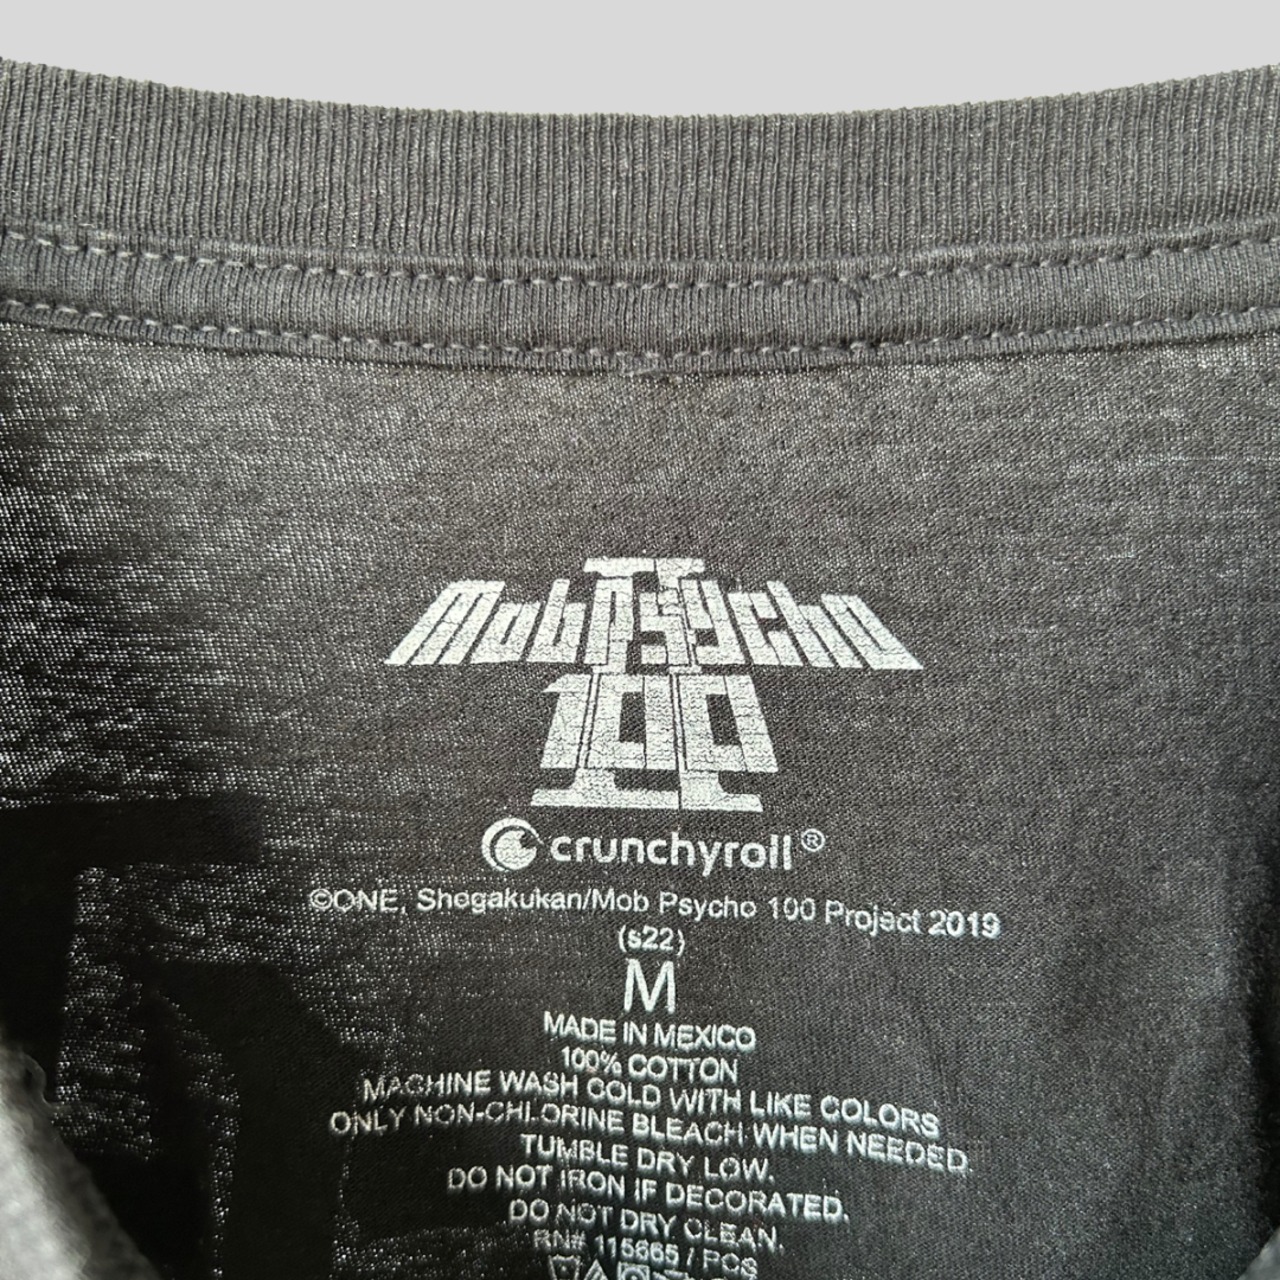 II
Mob Psycho
100
crunchyroll®
©ONE, Shogakukan/Mob Psycho 100 Project 2019
(s22)
M
MADE IN MEXICO
100% COTTON
MACHINE WASH COLD WITH LIKE COLORS
ONLY NON-CHLORINE BLEACH WHEN NEEDED.
TUMBLE DRY LOW.
DO NOT IRON IF DECORATED.
DO NOT DRY CLEAN.
RN# 115665 / PCS